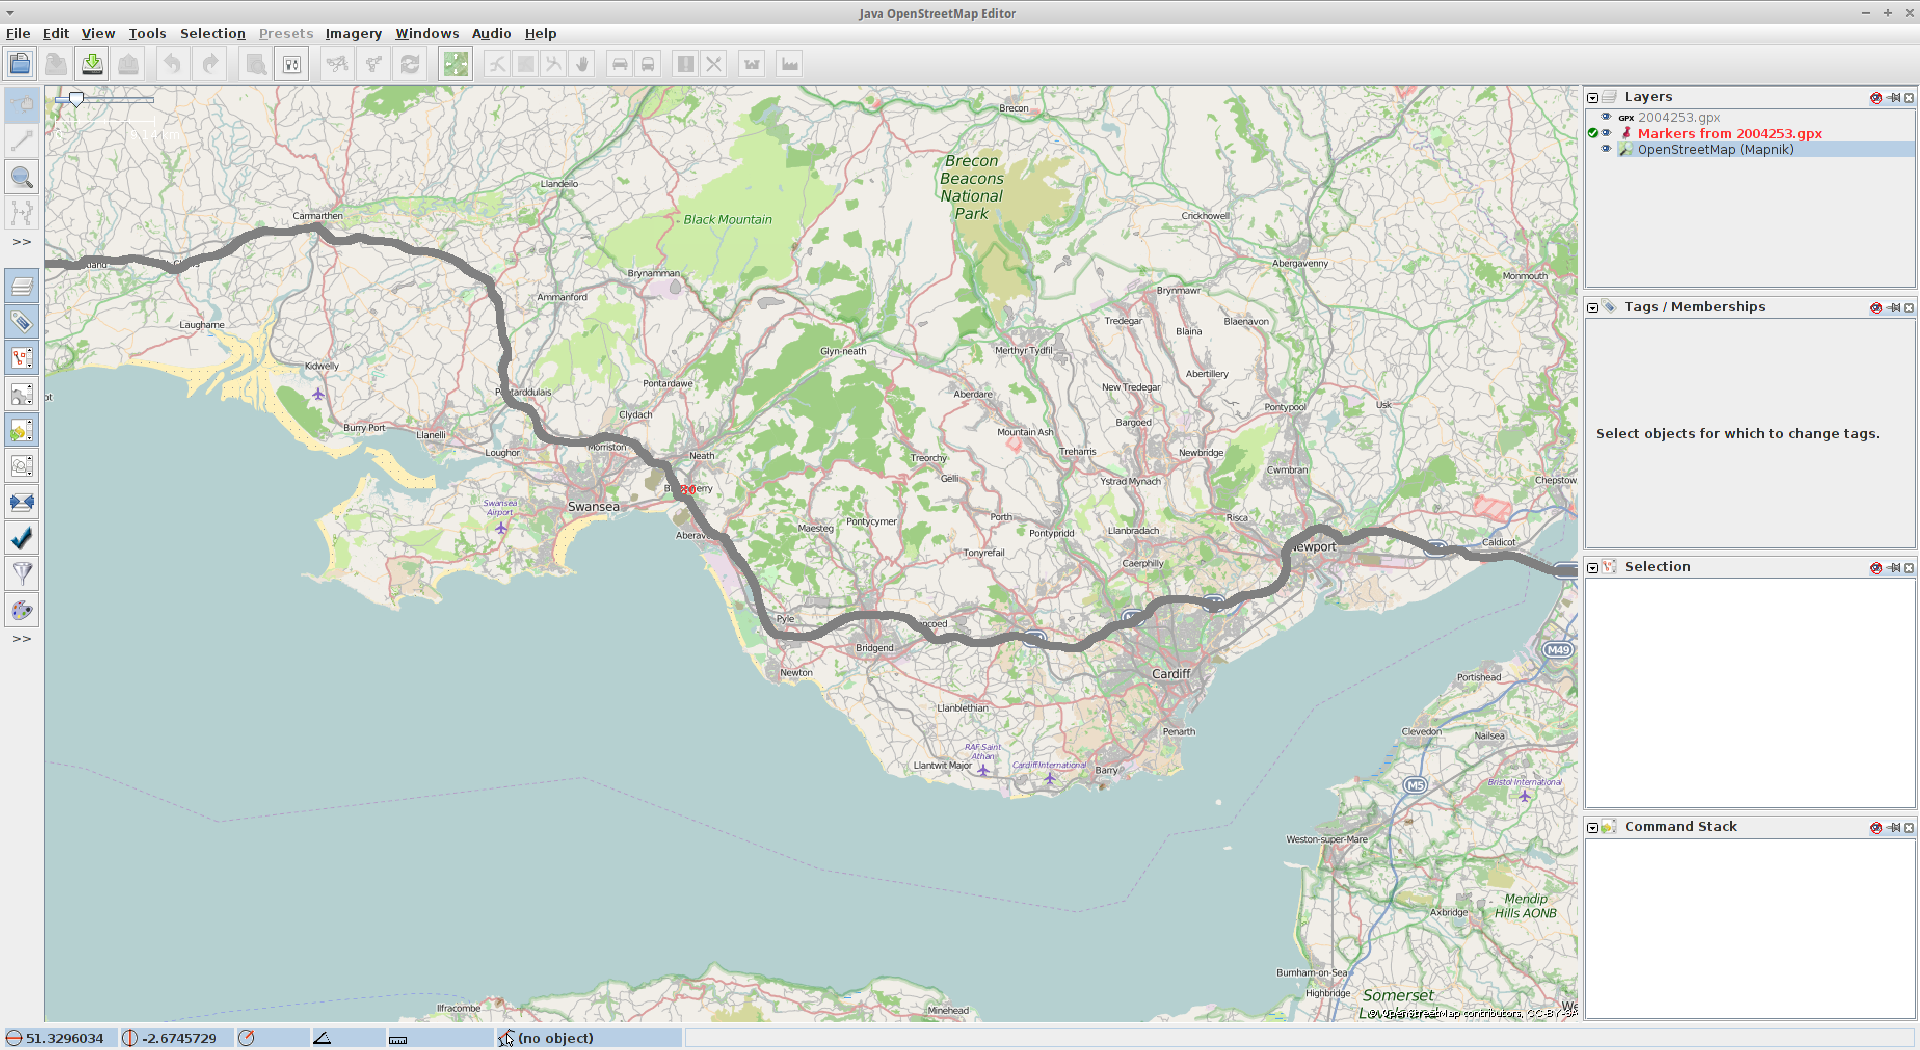 Java OpenStreetMap Editor
File Edit View Tools Selection Presets Imagery Windows Audio Help
Layers
GPX 2004253.gpx
Markers from 2004253.gpx
OpenStreetMap (Mapnik)
Tags / Memberships
Select objects for which to change tags.
Selection
Command Stack
>>
>>
Brecon
Brecon
Beacons
National
Park
Llandeilo
Black Mountain
Carmarthen
Crickhowell
Abergavenny
Monmouth
Brynamman
Ammanford
Brynmawr
Laugharne
Tredegar
Blaina
Blaenavon
Glyn-neath
Merthyr Tydfil
Kidwelly
Pontardawe
Abertillery
New Tredegar
Aberdare
Clydach
Pontypool
Usk
Burry Port
Llanelli
Bargoed
Mountain Ash
Morriston
Loughor
Neath
Treorchy
Treharris
Newbridge
Cwmbran
Gelli
Ystrad Mynach
Chepstow
Swansea
Airport
Swansea
Porth
Risca
Maesteg
Pontycymer
Pontypridd
Llanbradach
Tonyrefail
Caerphilly
Newport
Caldicot
Pyle
Bridgend
Newton
Cardiff
M49
Portishead
Llanblethian
Penarth
Clevedon
Nailsea
RAF Saint
Athan
Llantwit Major
Cardiff International
Barry
M5
Bristol International
Weston-super-Mare
Mendip
Hills AONB
Axbridge
Burnham-on-Sea
Highbridge
Somerset
Ilfracombe
Minehead
© OpenStreetMap contributors, CC-BY-SA
51.3296034 -2.6745729 (no object)